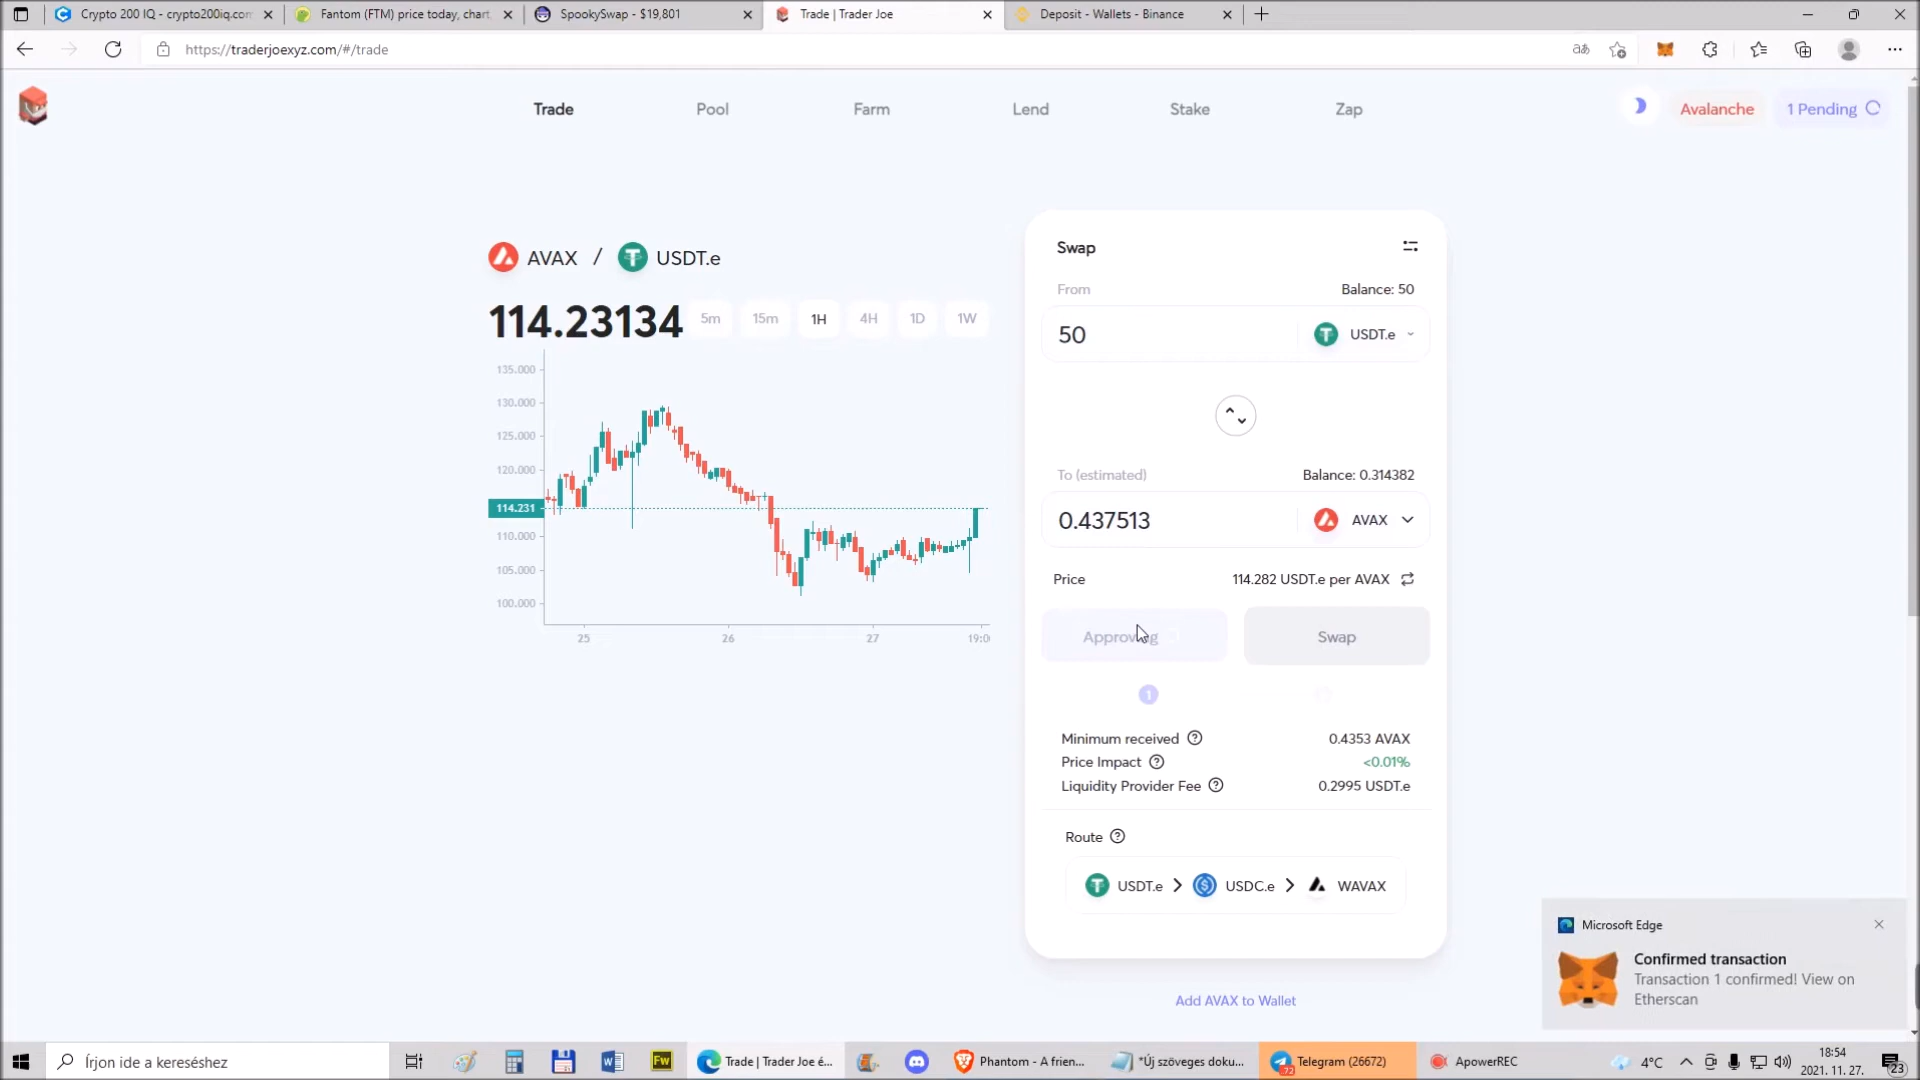 Crypto 200 IQ - crypto200iq.com
Fantom (FTM) price today, chart,
SpookySwap - $19,801
Trade | Trader Joe
Deposit - Wallets - Binance
https://traderjoexyz.com/#/trade
Trade
Pool
Farm
Lend
Stake
Zap
Avalanche
1 Pending
AVAX / USDT.e
114.23134
5m
15m
1H
4H
1D
1W
135.000
130.000
125.000
120.000
114.231
110.000
105.000
100.000
25
26
27
19:0
Swap
From
Balance: 50
50
USDT.e
To (estimated)
Balance: 0.314382
0.437513
AVAX
Price
114.282 USDT.e per AVAX
Approving
Swap
1
Minimum received
0.4353 AVAX
Price Impact
<0.01%
Liquidity Provider Fee
0.2995 USDT.e
Route
USDT.e > USDC.e > WAVAX
Add AVAX to Wallet
Microsoft Edge
Confirmed transaction
Transaction 1 confirmed! View on
Etherscan
Írjon ide a kereséshez
Fw
Trade | Trader Joe é...
Phantom - A frien...
*Új szöveges doku...
72
Telegram (26672)
ApowerREC
4°C
18:54
2021. 11. 27.
23